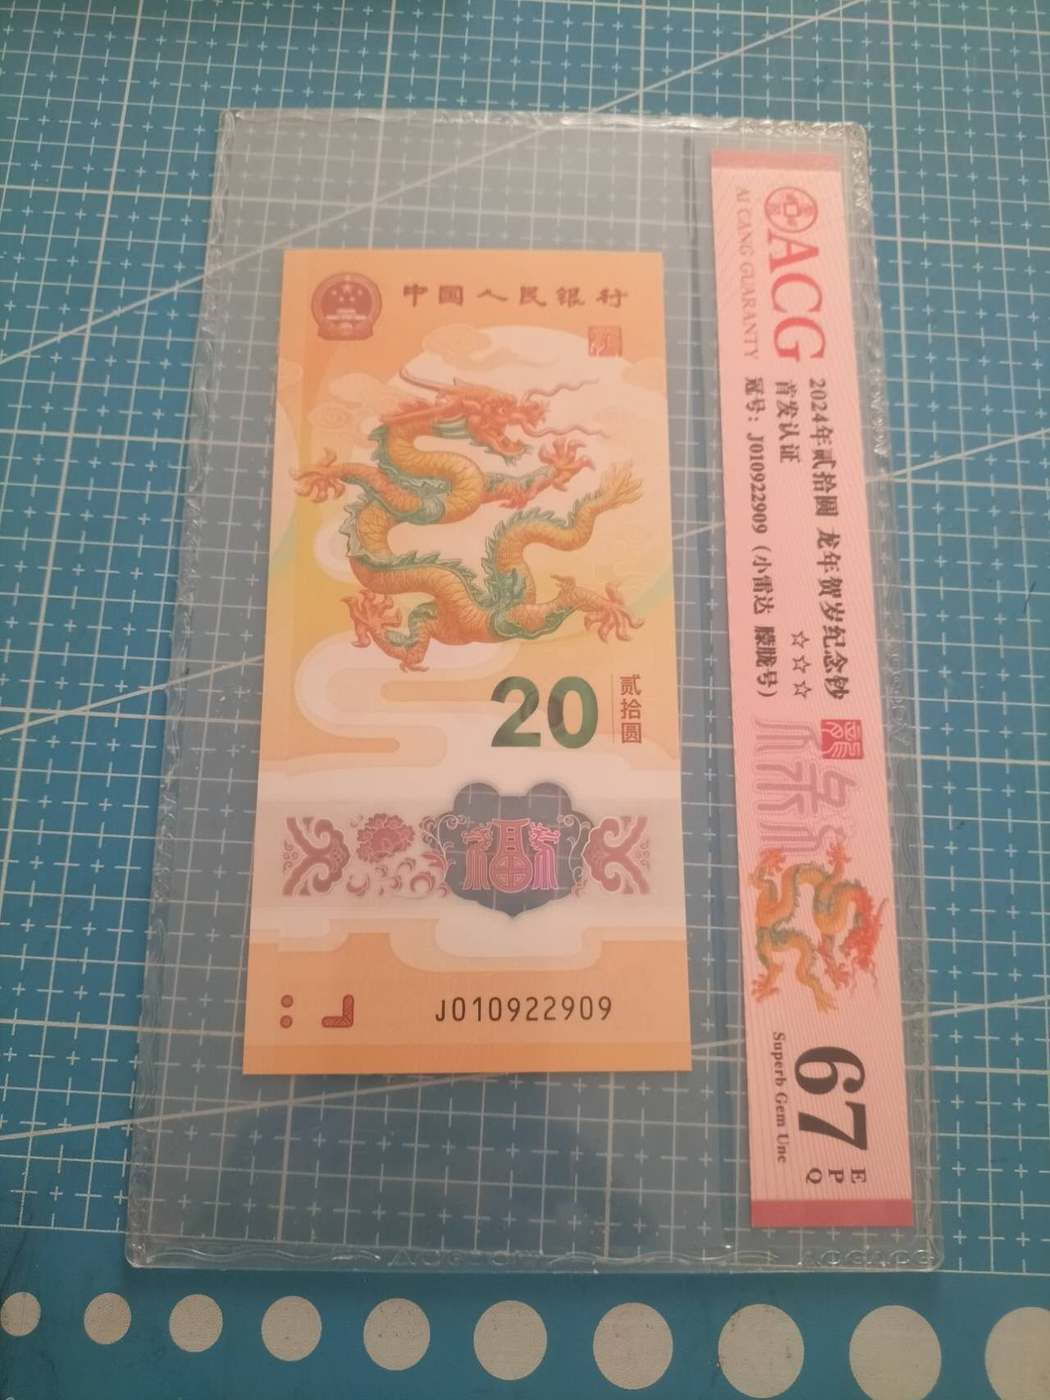 中国人民银行
20
贰拾圆
福
J010922909
ACG
AI CANG GUARANTY
2024年贰拾圆 龙年贺岁纪念钞
首发认证 ☆☆☆
冠号：J010922909（小雷达 朦胧号）
67
EPQ
Superb Gem Unc